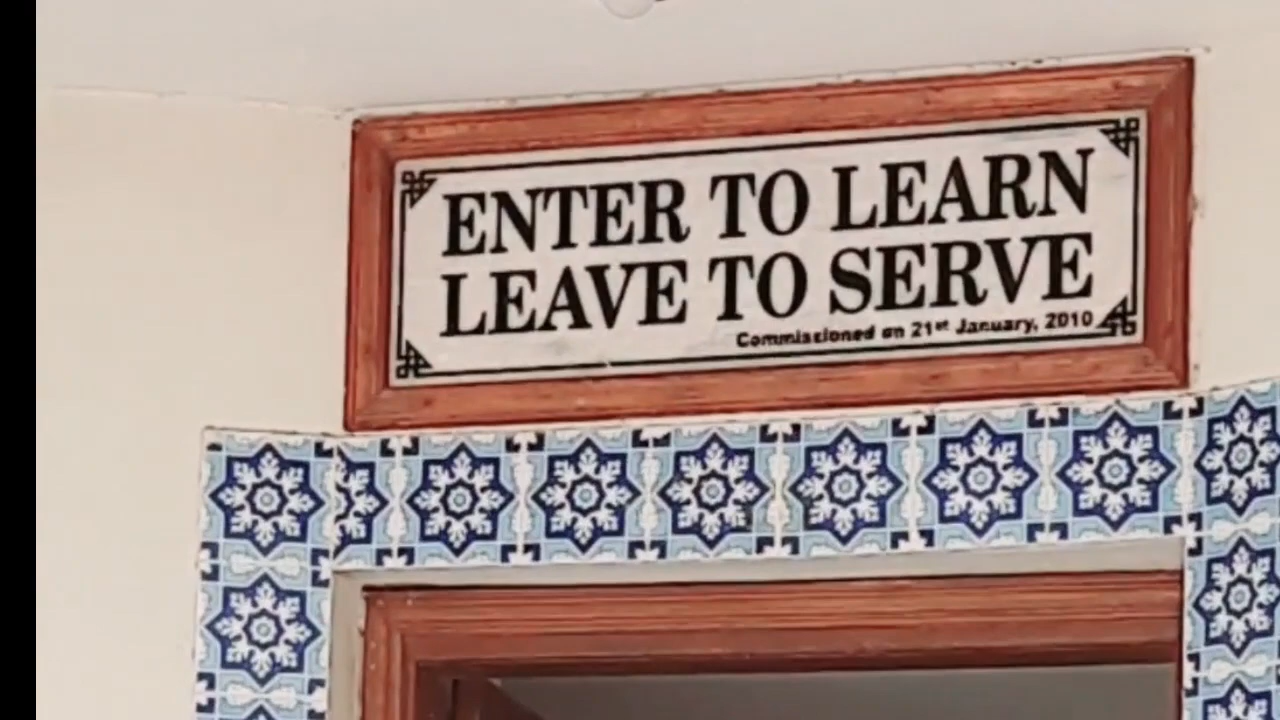 ENTER TO LEARN
LEAVE TO SERVE
Commissioned on 21st January, 2010